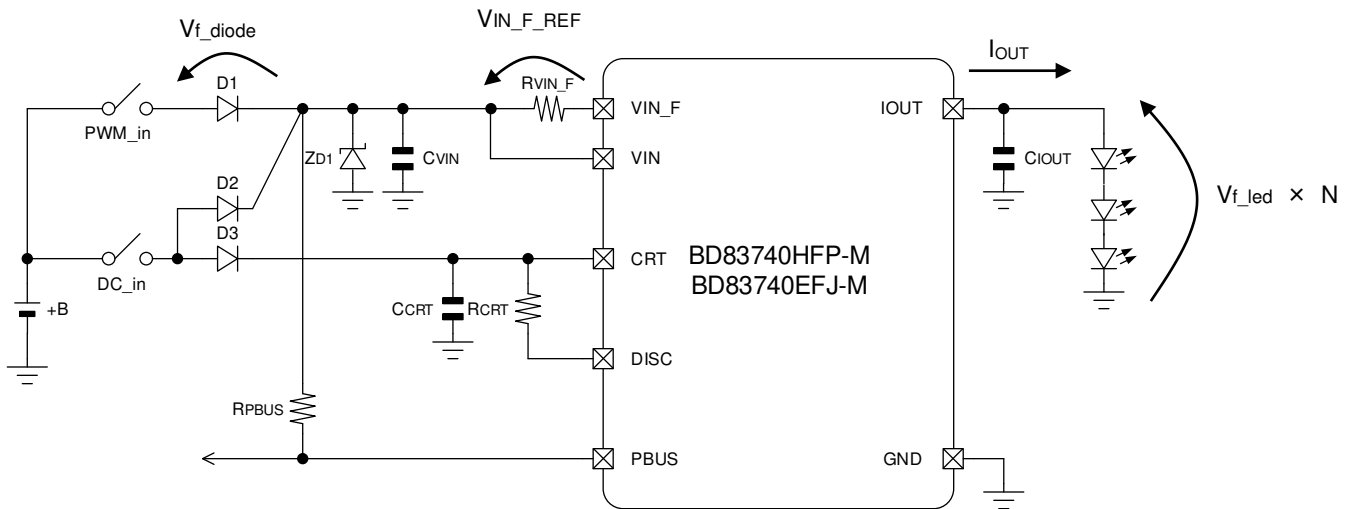 Vf_diode
VIN_F_REF
IOUT
D1
RVIN_F
PWM_in
VIN_F
IOUT
ZD1
CVIN
VIN
CIOUT
D2
Vf_led × N
D3
DC_in
CRT
BD83740HFP-M
BD83740EFJ-M
+B
CCRT
RCRT
DISC
RPBUS
PBUS
GND